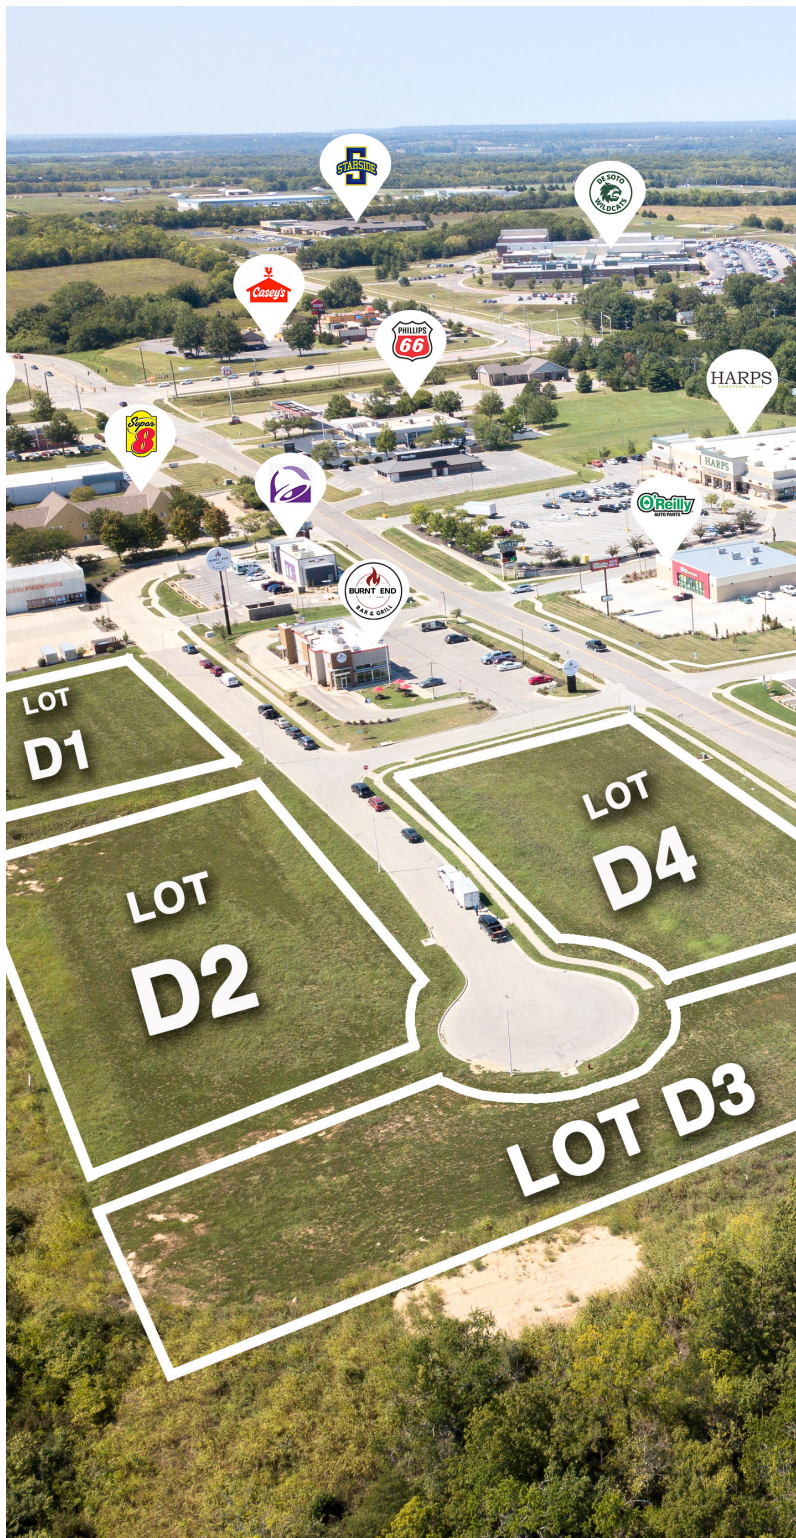 S
STARSIDE
DE SOTO
WILDCATS
Casey's
PHILLIPS
66
HARPS
Super
8
HARPS
O'Reilly
AUTO PARTS
BURNT END
BAR & GRILL
LOT
D1
LOT
D4
LOT
D2
LOT D3